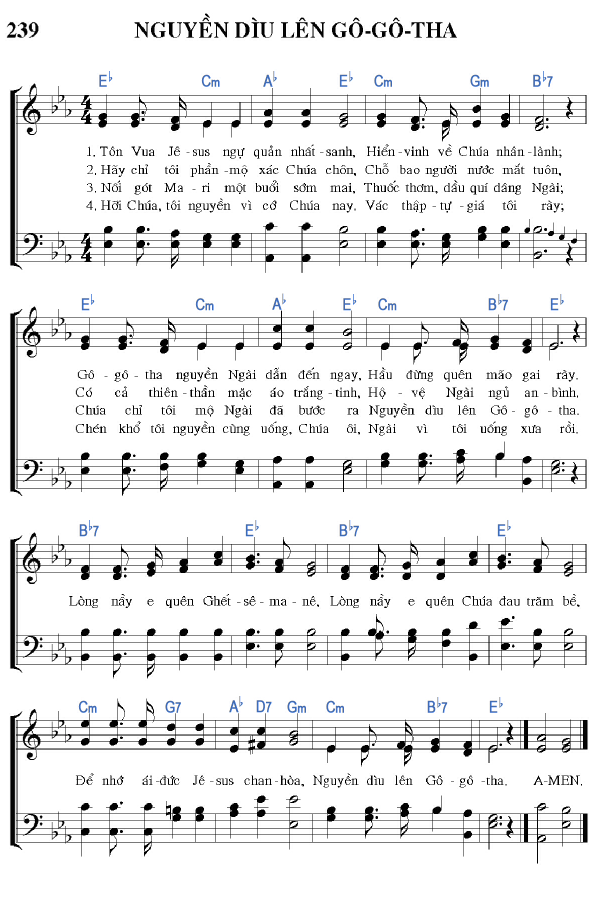 239 NGUYỀN DÌU LÊN GÔ-GÔ-THA
E♭ Cm A♭ E♭ Cm Gm B♭7
1. Tôn Vua Jê-sus ngự quản nhất-sanh, Hiển-vinh về Chúa nhân-lành;
2. Hãy chỉ tôi phần-mộ xác Chúa chôn, Chỗ bao người nước mắt tuôn,
3. Nối gót Ma-ri một buổi sớm mai, Thuốc thơm, dầu quí dâng Ngài;
4. Hỡi Chúa, tôi nguyền vì cớ Chúa nay. Vác thập-tự-giá tôi rày;
E♭ Cm A♭ E♭ Cm B♭7 E♭
Gô-gô-tha nguyền Ngài dẫn đến ngay, Hầu đừng quên mão gai rày.
Có cả thiên-thần mặc áo trắng-tinh, Hộ-vệ Ngài ngủ an-bình,
Chúa chỉ tôi mộ Ngài đã bước ra Nguyền dìu lên Gô-gô-tha.
Chén khổ tôi nguyền cùng uống, Chúa ôi, Ngài vì tôi uống xưa rồi.
B♭7 E♭ B♭7 E♭
Lòng nầy e quên Ghết-sê-ma-nê, Lòng nầy e quên Chúa đau trăm bề,
Cm G7 A♭ D7 Gm Cm B♭7 E♭
Để nhớ ái-đức Jê-sus chan-hòa, Nguyền dìu lên Gô-gô-tha. A-MEN.